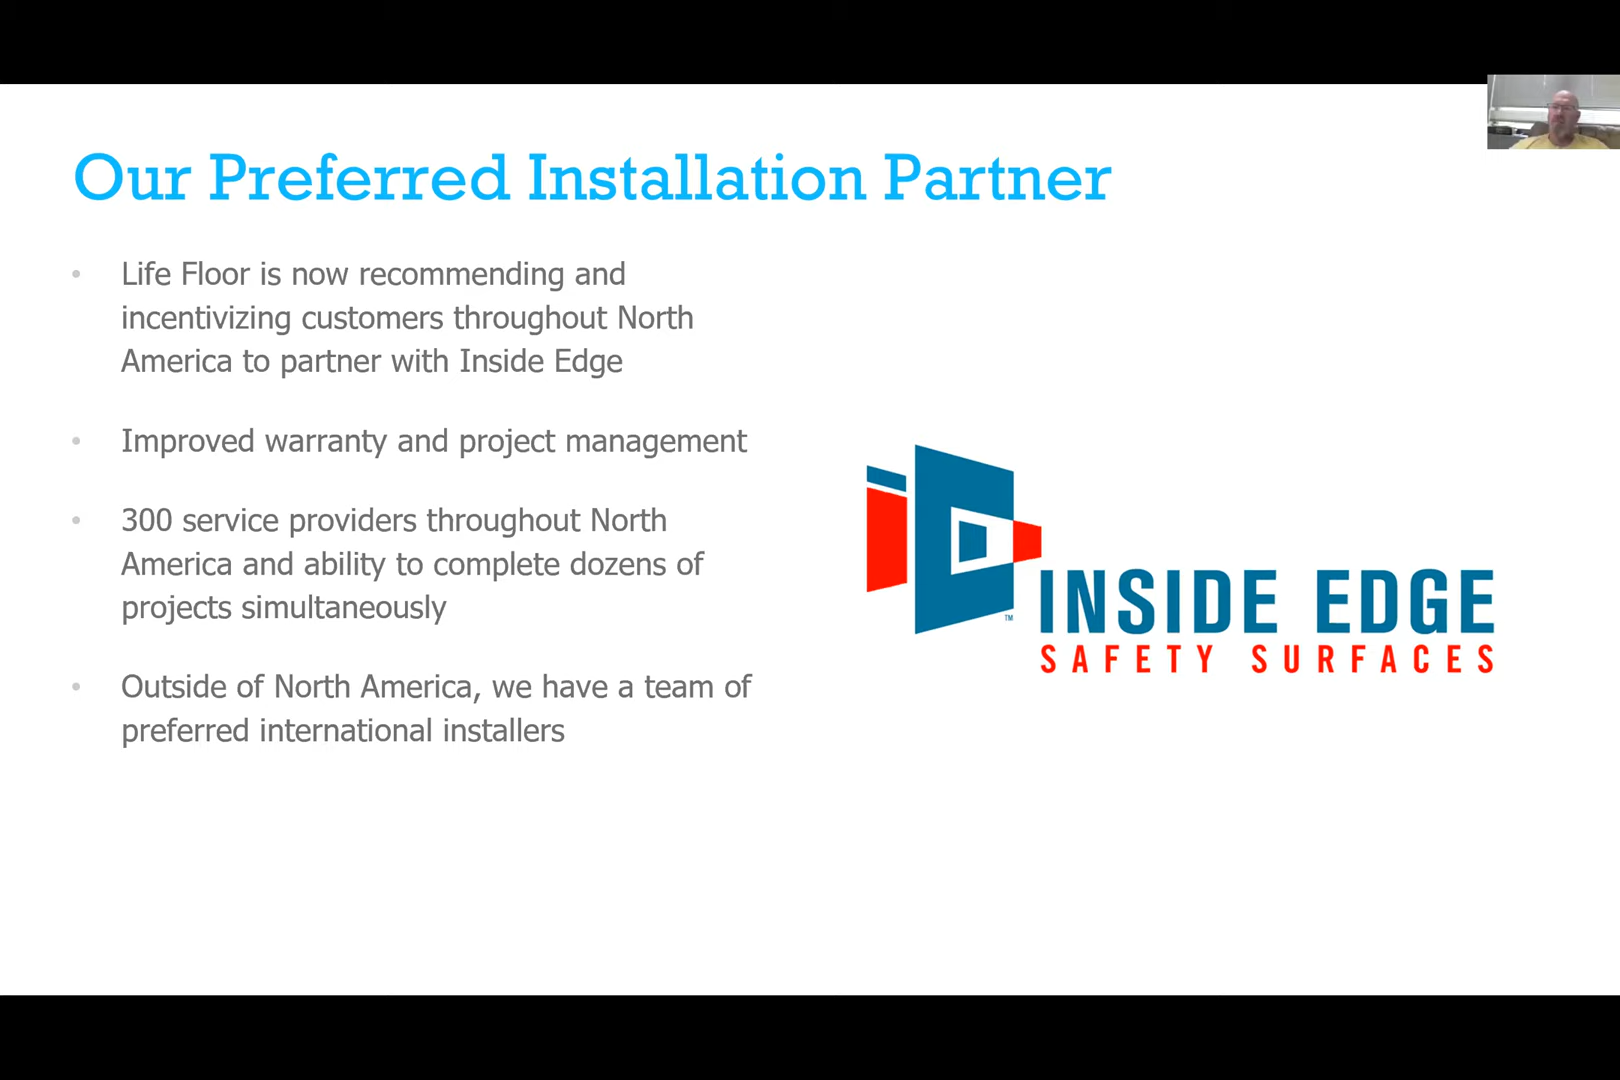 Our Preferred Installation Partner
• Life Floor is now recommending and
incentivizing customers throughout North
America to partner with Inside Edge
• Improved warranty and project management
• 300 service providers throughout North
America and ability to complete dozens of
projects simultaneously
• Outside of North America, we have a team of
preferred international installers
™
INSIDE EDGE
SAFETY SURFACES